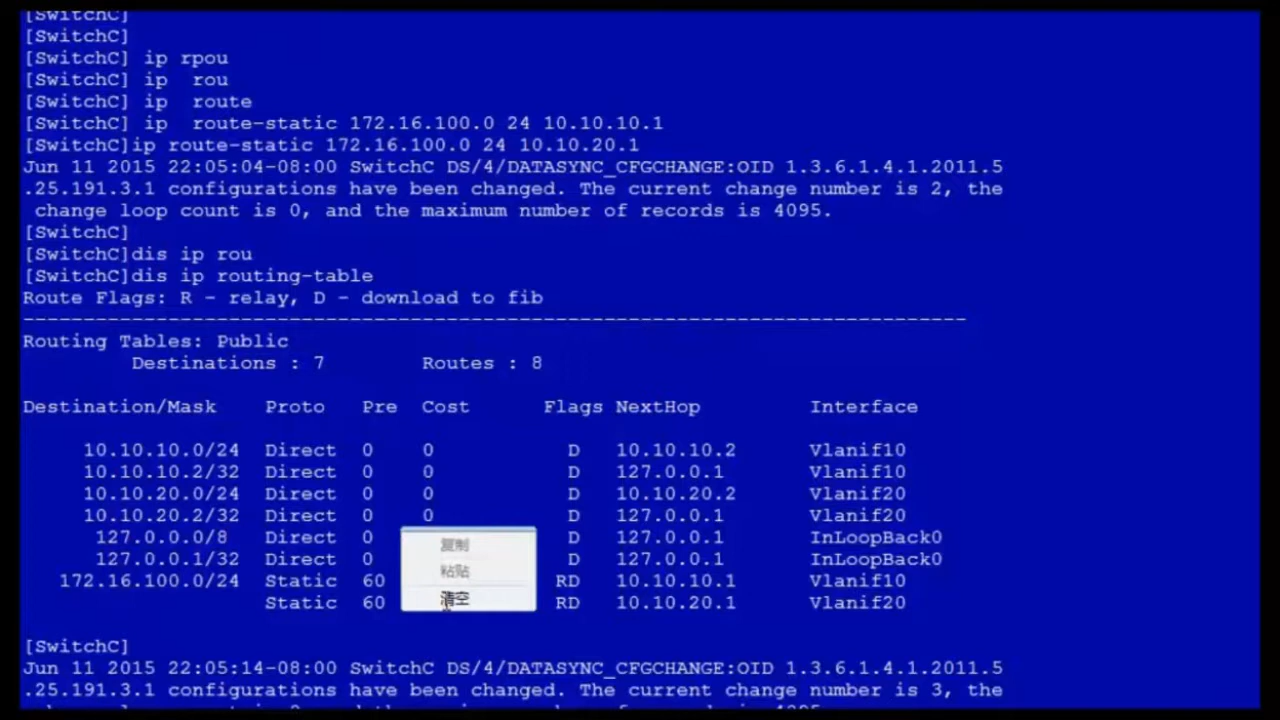 [SwitchC]
[SwitchC]
[SwitchC] ip rpou
[SwitchC] ip  rou
[SwitchC] ip  route
[SwitchC] ip  route-static 172.16.100.0 24 10.10.10.1
[SwitchC]ip route-static 172.16.100.0 24 10.10.20.1
Jun 11 2015 22:05:04-08:00 SwitchC DS/4/DATASYNC_CFGCHANGE:OID 1.3.6.1.4.1.2011.5
.25.191.3.1 configurations have been changed. The current change number is 2, the
change loop count is 0, and the maximum number of records is 4095.
[SwitchC]
[SwitchC]dis ip rou
[SwitchC]dis ip routing-table
Route Flags: R - relay, D - download to fib
------------------------------------------------------------------------------
Routing Tables: Public
Destinations : 7        Routes : 8
Destination/Mask    Proto   Pre  Cost      Flags NextHop         Interface
10.10.10.0/24  Direct  0    0           D   10.10.10.2      Vlanif10
10.10.10.2/32  Direct  0    0           D   127.0.0.1       Vlanif10
10.10.20.0/24  Direct  0    0           D   10.10.20.2      Vlanif20
10.10.20.2/32  Direct  0    0           D   127.0.0.1       Vlanif20
127.0.0.0/8   Direct  0    D   127.0.0.1       InLoopBack0
127.0.0.1/32  Direct  0    D   127.0.0.1       InLoopBack0
172.16.100.0/24  Static  60    RD   10.10.10.1      Vlanif10
Static  60    RD   10.10.20.1      Vlanif20
复制
粘贴
清空
[SwitchC]
Jun 11 2015 22:05:14-08:00 SwitchC DS/4/DATASYNC_CFGCHANGE:OID 1.3.6.1.4.1.2011.5
.25.191.3.1 configurations have been changed. The current change number is 3, the